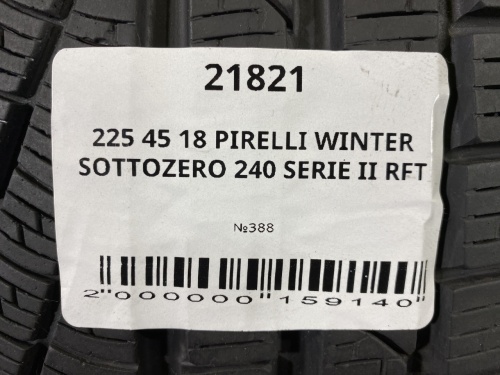 21821
225 45 18 PIRELLI WINTER
SOTTOZERO 240 SERIE II RFT
№388
2"000000"159140"